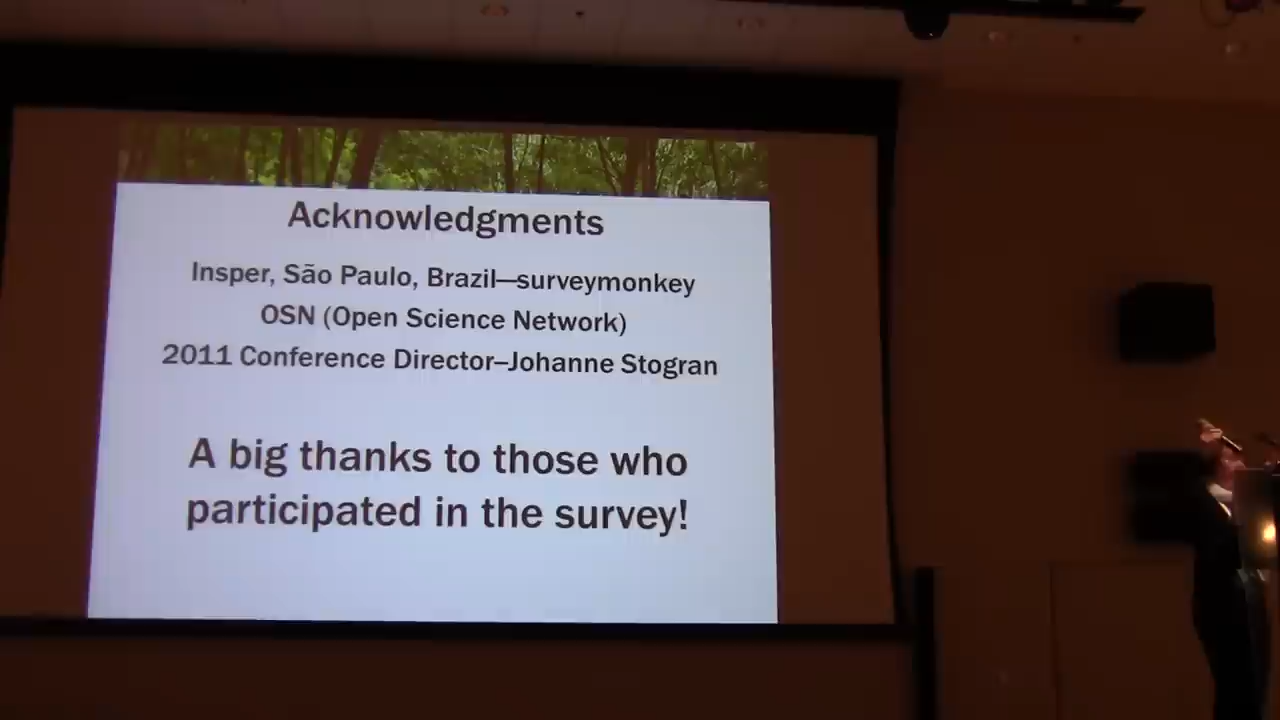 Acknowledgments
Insper, São Paulo, Brazil—surveymonkey
OSN (Open Science Network)
2011 Conference Director–Johanne Stogran
A big thanks to those who
participated in the survey!